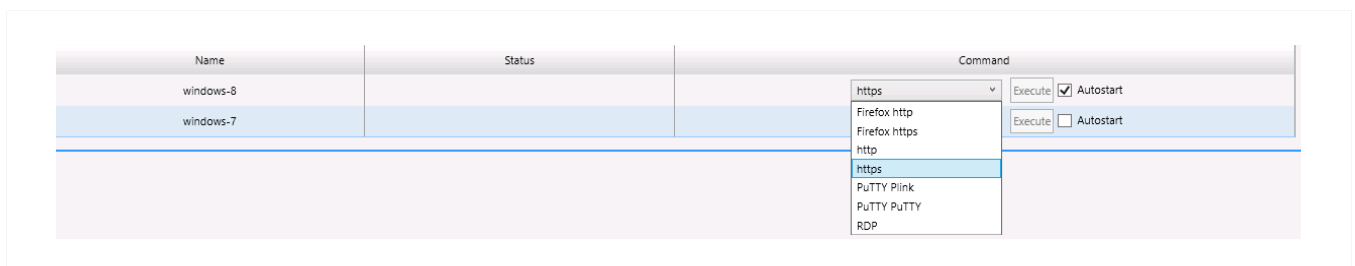 Name Status Command
windows-8 https Execute Autostart
windows-7 Firefox http Execute Autostart
Firefox https
http
https
PuTTY Plink
PuTTY PuTTY
RDP